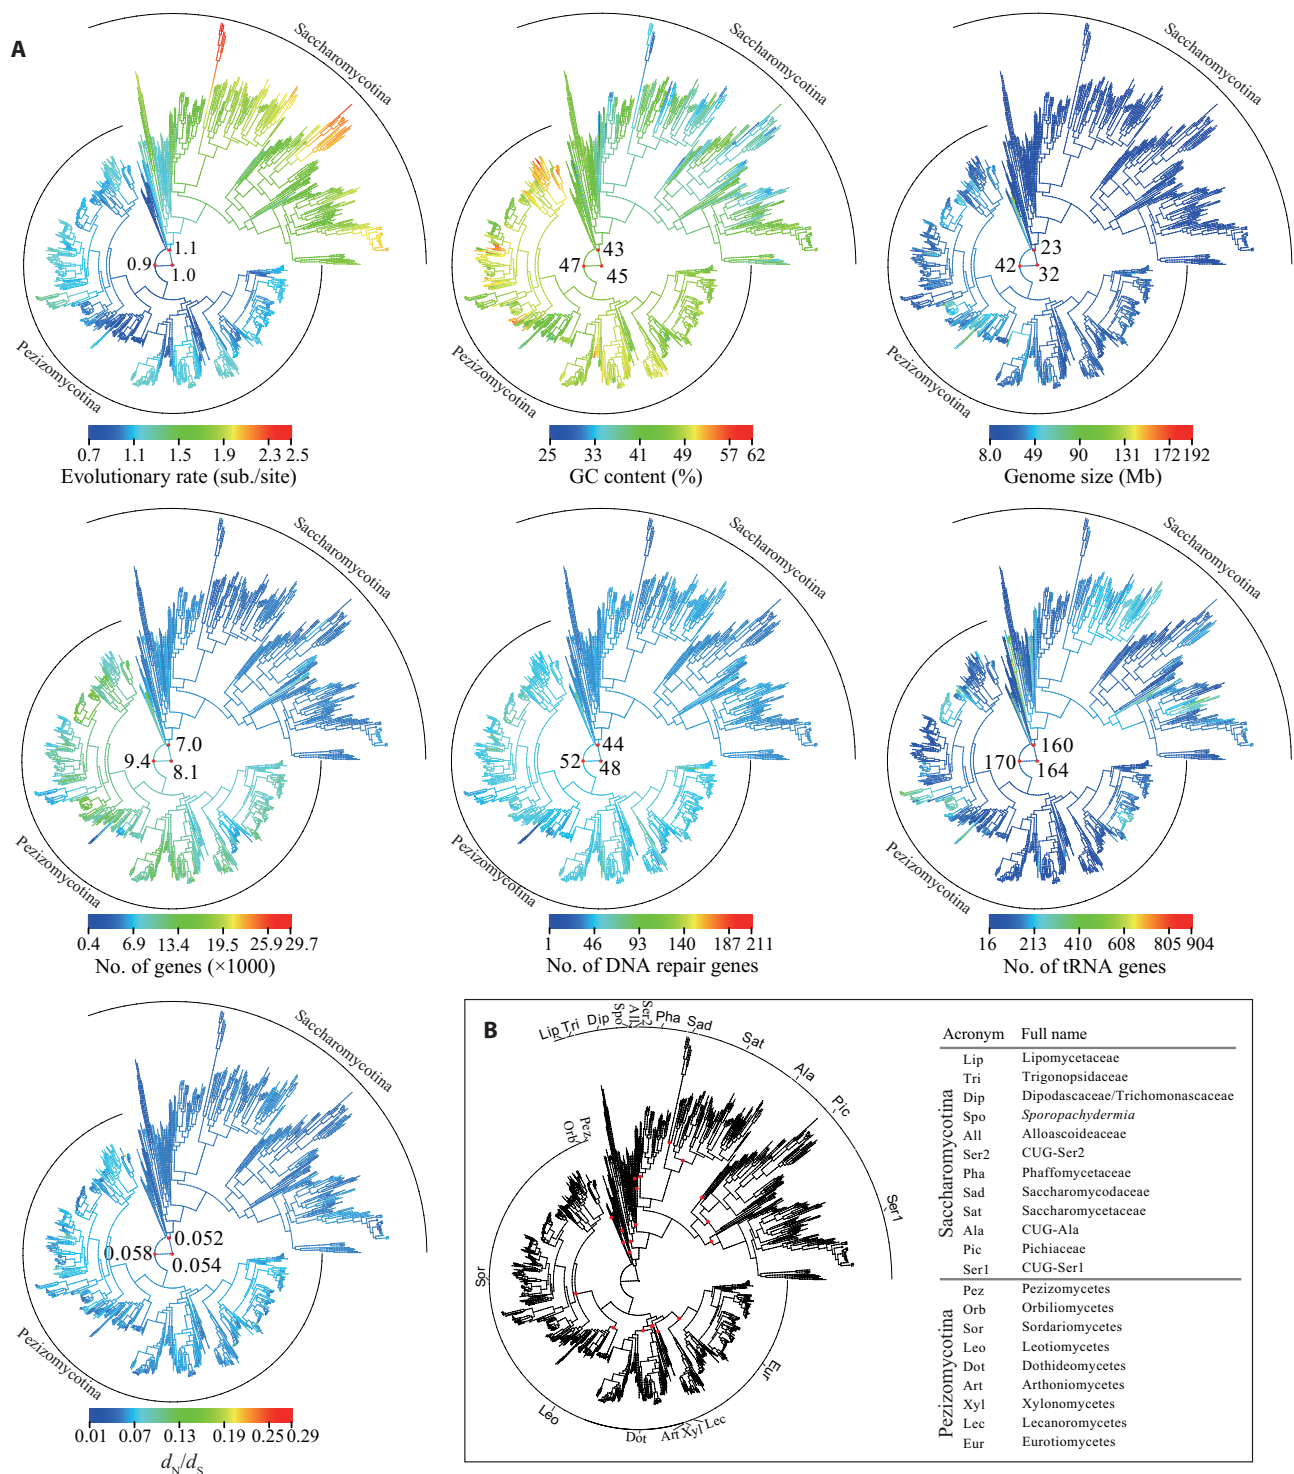 A
Saccharomycotina
1.1
0.9
1.0
Pezizomycotina
0.7 1.1 1.5 1.9 2.3 2.5
Evolutionary rate (sub./site)
Saccharomycotina
43
47
45
Pezizomycotina
25 33 41 49 57 62
GC content (%)
Saccharomycotina
23
42
32
Pezizomycotina
8.0 49 90 131 172 192
Genome size (Mb)
Saccharomycotina
7.0
9.4
8.1
Pezizomycotina
0.4 6.9 13.4 19.5 25.9 29.7
No. of genes (×1000)
Saccharomycotina
44
52
48
Pezizomycotina
1 46 93 140 187 211
No. of DNA repair genes
Saccharomycotina
160
170
164
Pezizomycotina
16 213 410 608 805 904
No. of tRNA genes
Saccharomycotina
0.052
0.058
0.054
Pezizomycotina
0.01 0.07 0.13 0.19 0.25 0.29
dN/dS
B
Lip Tri Dip Spo All Ser2 Pha Sad Sat Ala Pic Ser1
Pez
Orb
Sor
Leo
Dot
Art Xyl Lec
Eur
Acronym Full name
Saccharomycotina
Lip Lipomycetaceae
Tri Trigonopsidaceae
Dip Dipodascaceae/Trichomonascaceae
Spo Sporopachydermia
All Alloascoideaceae
Ser2 CUG-Ser2
Pha Phaffomycetaceae
Sad Saccharomycodaceae
Sat Saccharomycetaceae
Ala CUG-Ala
Pic Pichiaceae
Ser1 CUG-Ser1
Pezizomycotina
Pez Pezizomycetes
Orb Orbiliomycetes
Sor Sordariomycetes
Leo Leotiomycetes
Dot Dothideomycetes
Art Arthoniomycetes
Xyl Xylonomycetes
Lec Lecanoromycetes
Eur Eurotiomycetes